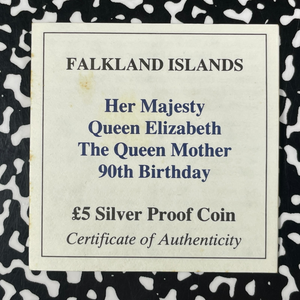 FALKLAND ISLANDS
Her Majesty
Queen Elizabeth
The Queen Mother
90th Birthday
£5 Silver Proof Coin
Certificate of Authenticity